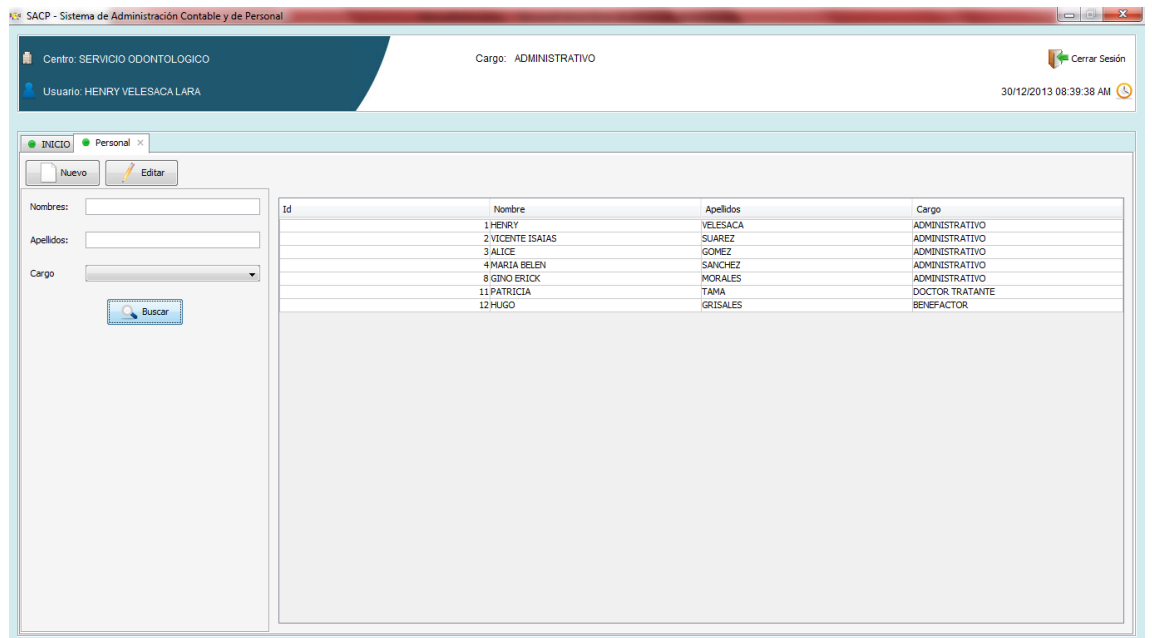 SACP - Sistema de Administración Contable y de Personal
Centro: SERVICIO ODONTOLOGICO
Cargo: ADMINISTRATIVO
Cerrar Sesión
Usuario: HENRY VELESACA LARA
30/12/2013 08:39:38 AM
INICIO Personal
Nuevo Editar
Nombres:
Apellidos:
Cargo
Buscar
Id Nombre Apellidos Cargo
1 HENRY VELESACA ADMINISTRATIVO
2 VICENTE ISAIAS SUAREZ ADMINISTRATIVO
3 ALICE GOMEZ ADMINISTRATIVO
4 MARIA BELEN SANCHEZ ADMINISTRATIVO
8 GINO ERICK MORALES ADMINISTRATIVO
11 PATRICIA TAMA DOCTOR TRATANTE
12 HUGO GRISALES BENEFACTOR